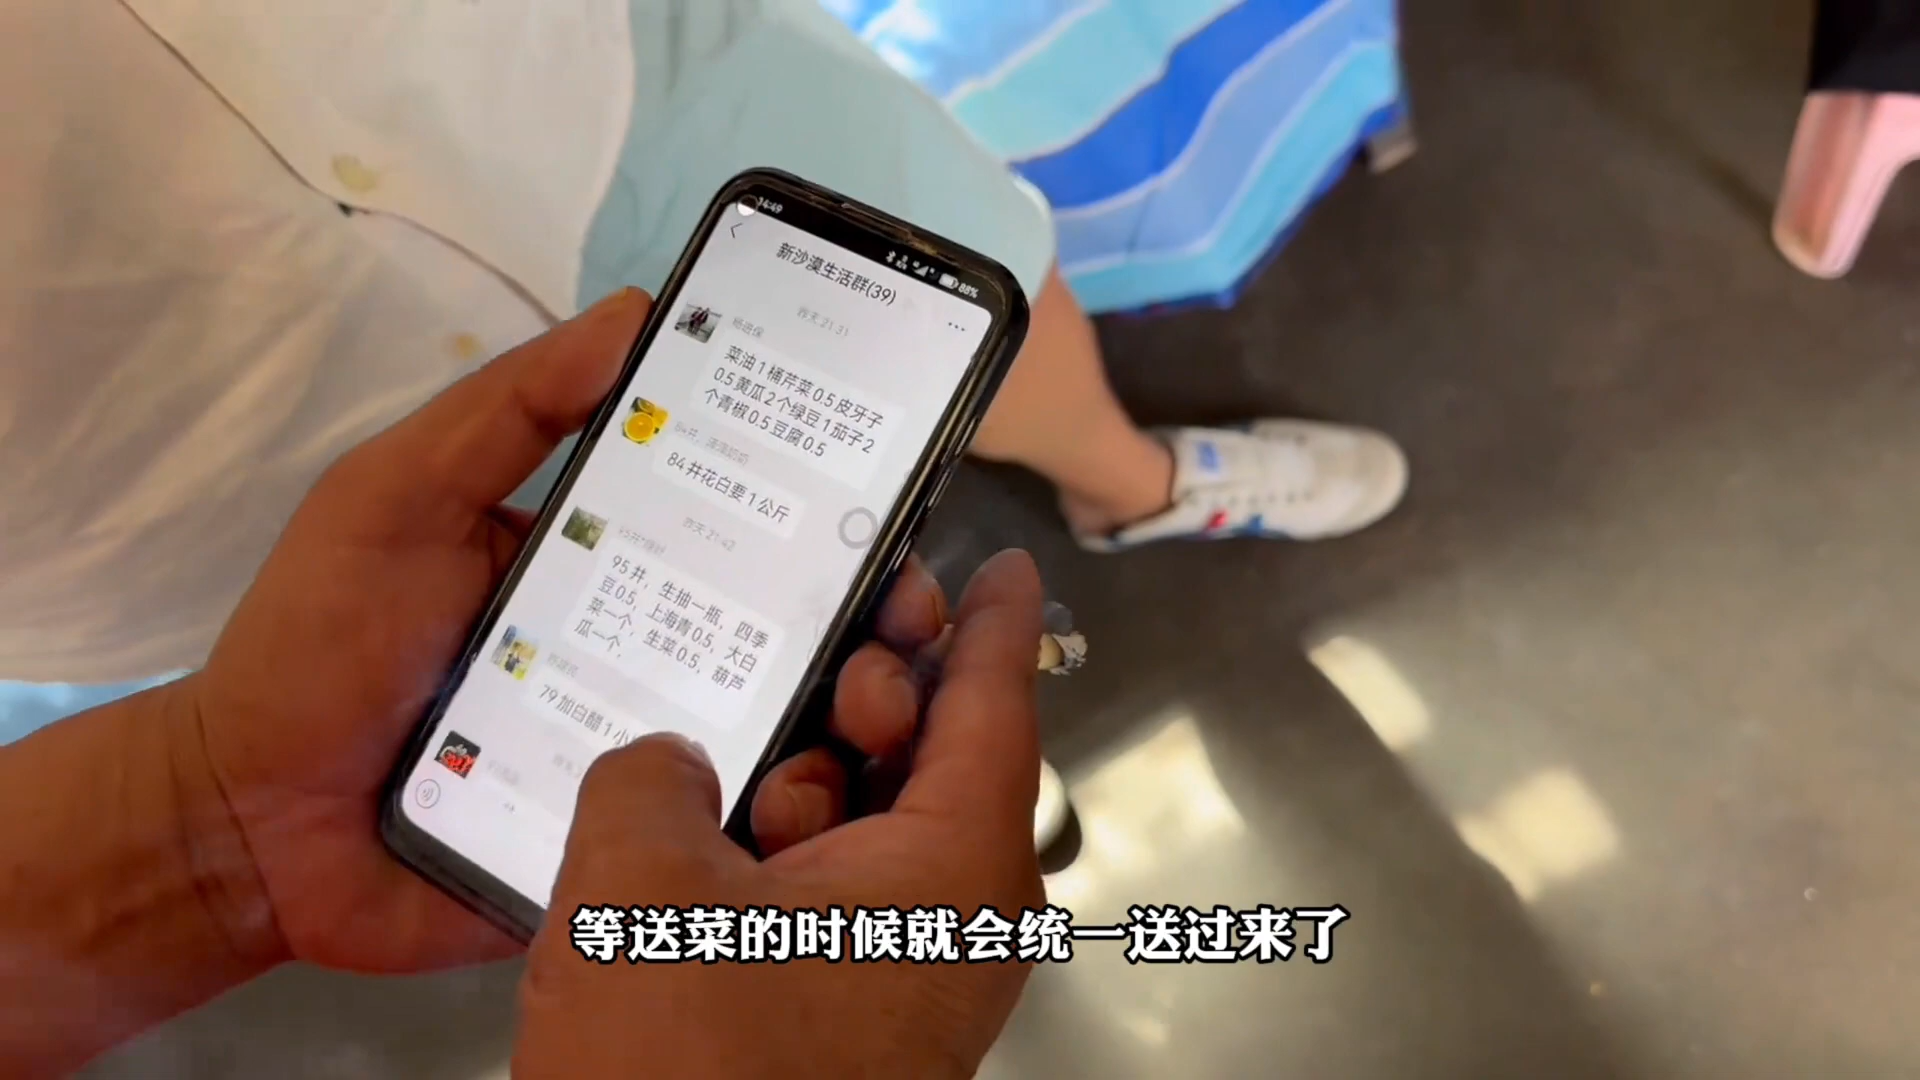 14:49
88%
新沙漠生活群(39)
昨天 21:31
菜油1桶芹菜0.5皮牙子
0.5黄瓜2个绿豆1茄子2
个青椒0.5豆腐0.5
84井花白要1公斤
昨天 21:42
95井，生抽一瓶，四季
豆0.5，上海青0.5，大白
菜一个，生菜0.5，葫芦
瓜一个，
79加白醋1小
等送菜的时候就会统一送过来了